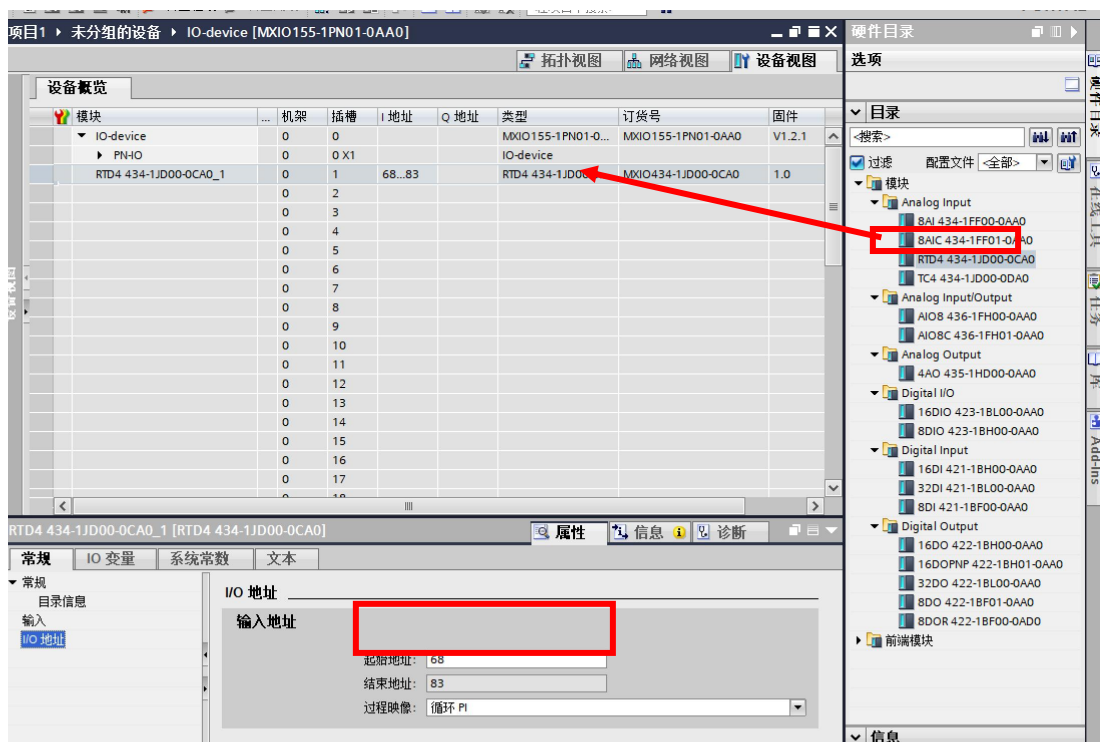 项目1 ▸ 未分组的设备 ▸ IO-device [MXIO155-1PN01-0AA0]
拓扑视图 网络视图 设备视图
设备概览
模块 ... 机架 插槽 I 地址 Q 地址 类型 订货号 固件
IO-device 0 0 MXIO155-1PN01-0... MXIO155-1PN01-0AA0 V1.2.1
PN-IO 0 0 X1 IO-device
RTD4 434-1JD00-0CA0_1 0 1 68...83 RTD4 434-1JD00 MXIO434-1JD00-0CA0 1.0
0 2
0 3
0 4
0 5
0 6
0 7
0 8
0 9
0 10
0 11
0 12
0 13
0 14
0 15
0 16
0 17
RTD4 434-1JD00-0CA0_1 [RTD4 434-1JD00-0CA0]
属性 信息 诊断
常规 IO 变量 系统常数 文本
常规
目录信息
输入
I/O 地址
I/O 地址
输入地址
起始地址: 68
结束地址: 83
过程映像: 循环 PI
硬件目录
选项
目录
<搜索>
过滤 配置文件 <全部>
模块
Analog Input
8AI 434-1FF00-0AA0
8AIC 434-1FF01-0AA0
RTD4 434-1JD00-0CA0
TC4 434-1JD00-0DA0
Analog Input/Output
AIO8 436-1FH00-0AA0
AIO8C 436-1FH01-0AA0
Analog Output
4AO 435-1HD00-0AA0
Digital I/O
16DIO 423-1BL00-0AA0
8DIO 423-1BH00-0AA0
Digital Input
16DI 421-1BH00-0AA0
32DI 421-1BL00-0AA0
8DI 421-1BF00-0AA0
Digital Output
16DO 422-1BH00-0AA0
16DOPNP 422-1BH01-0AA0
32DO 422-1BL00-0AA0
8DO 422-1BF01-0AA0
8DOR 422-1BF00-0AD0
前端模块
信息
硬件目录
在线工具
任务
库
Add-Ins